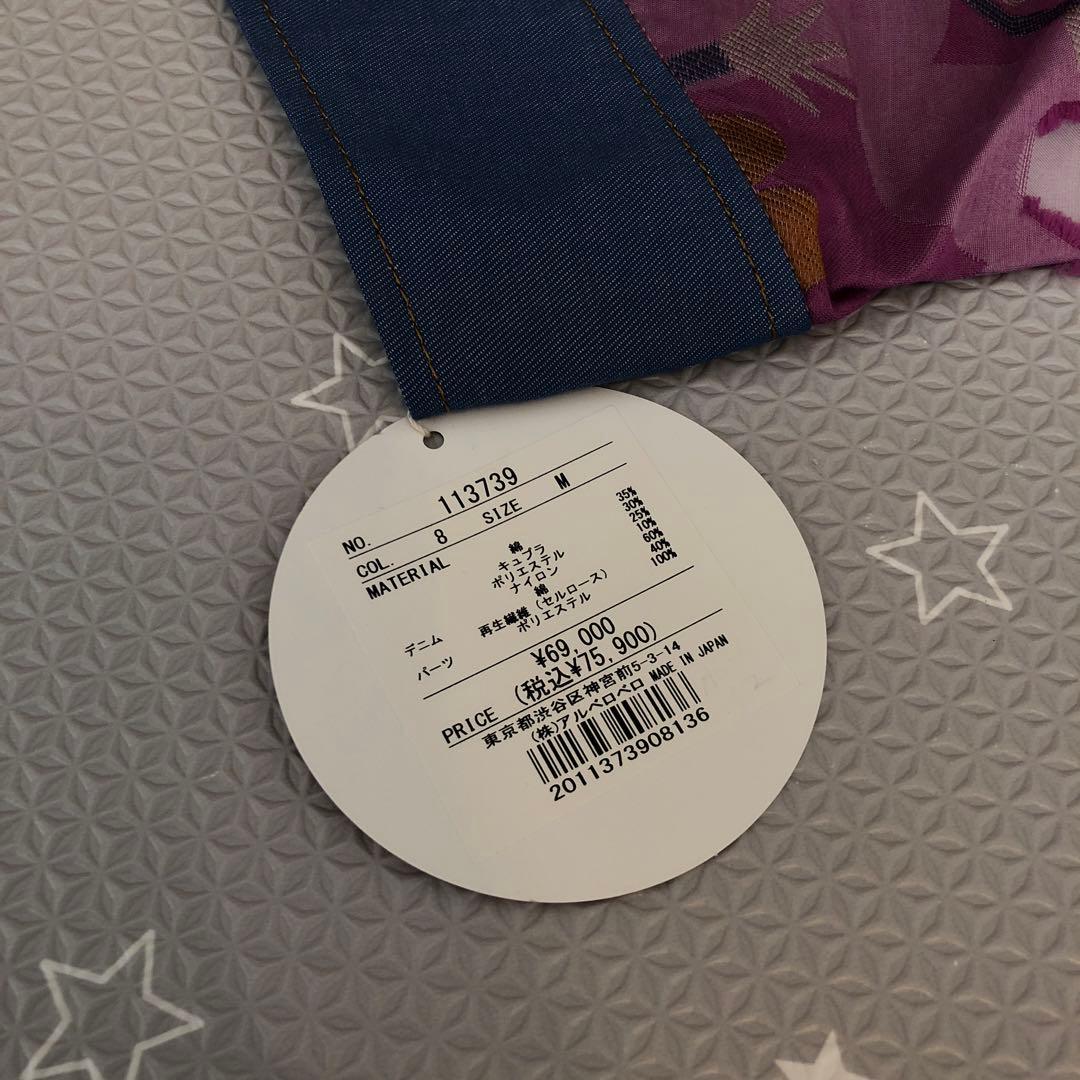 NO. 113739
COL. 8 SIZE M
MATERIAL 綿 35%
キュプラ 30%
ポリエステル 25%
ナイロン 10%
デニム 綿 60%
再生繊維(セルロース) 40%
パーツ ポリエステル 100%
¥69,000
PRICE (税込¥75,900)
東京都渋谷区神宮前5-3-14
(株)アルベロベロ MADE IN JAPAN
2011373908136